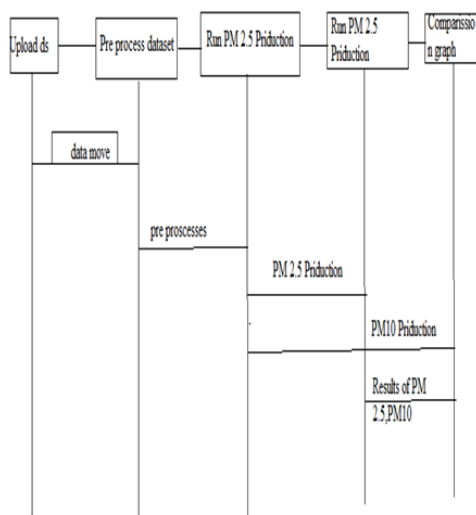 Upload ds
Pre process dataset
Run PM 2.5 Priduction
Run PM 2.5
Priduction
Comparissio
n graph
data move
pre proscesses
PM 2.5 Priduction
PM10 Priduction
Results of PM
2.5,PM10